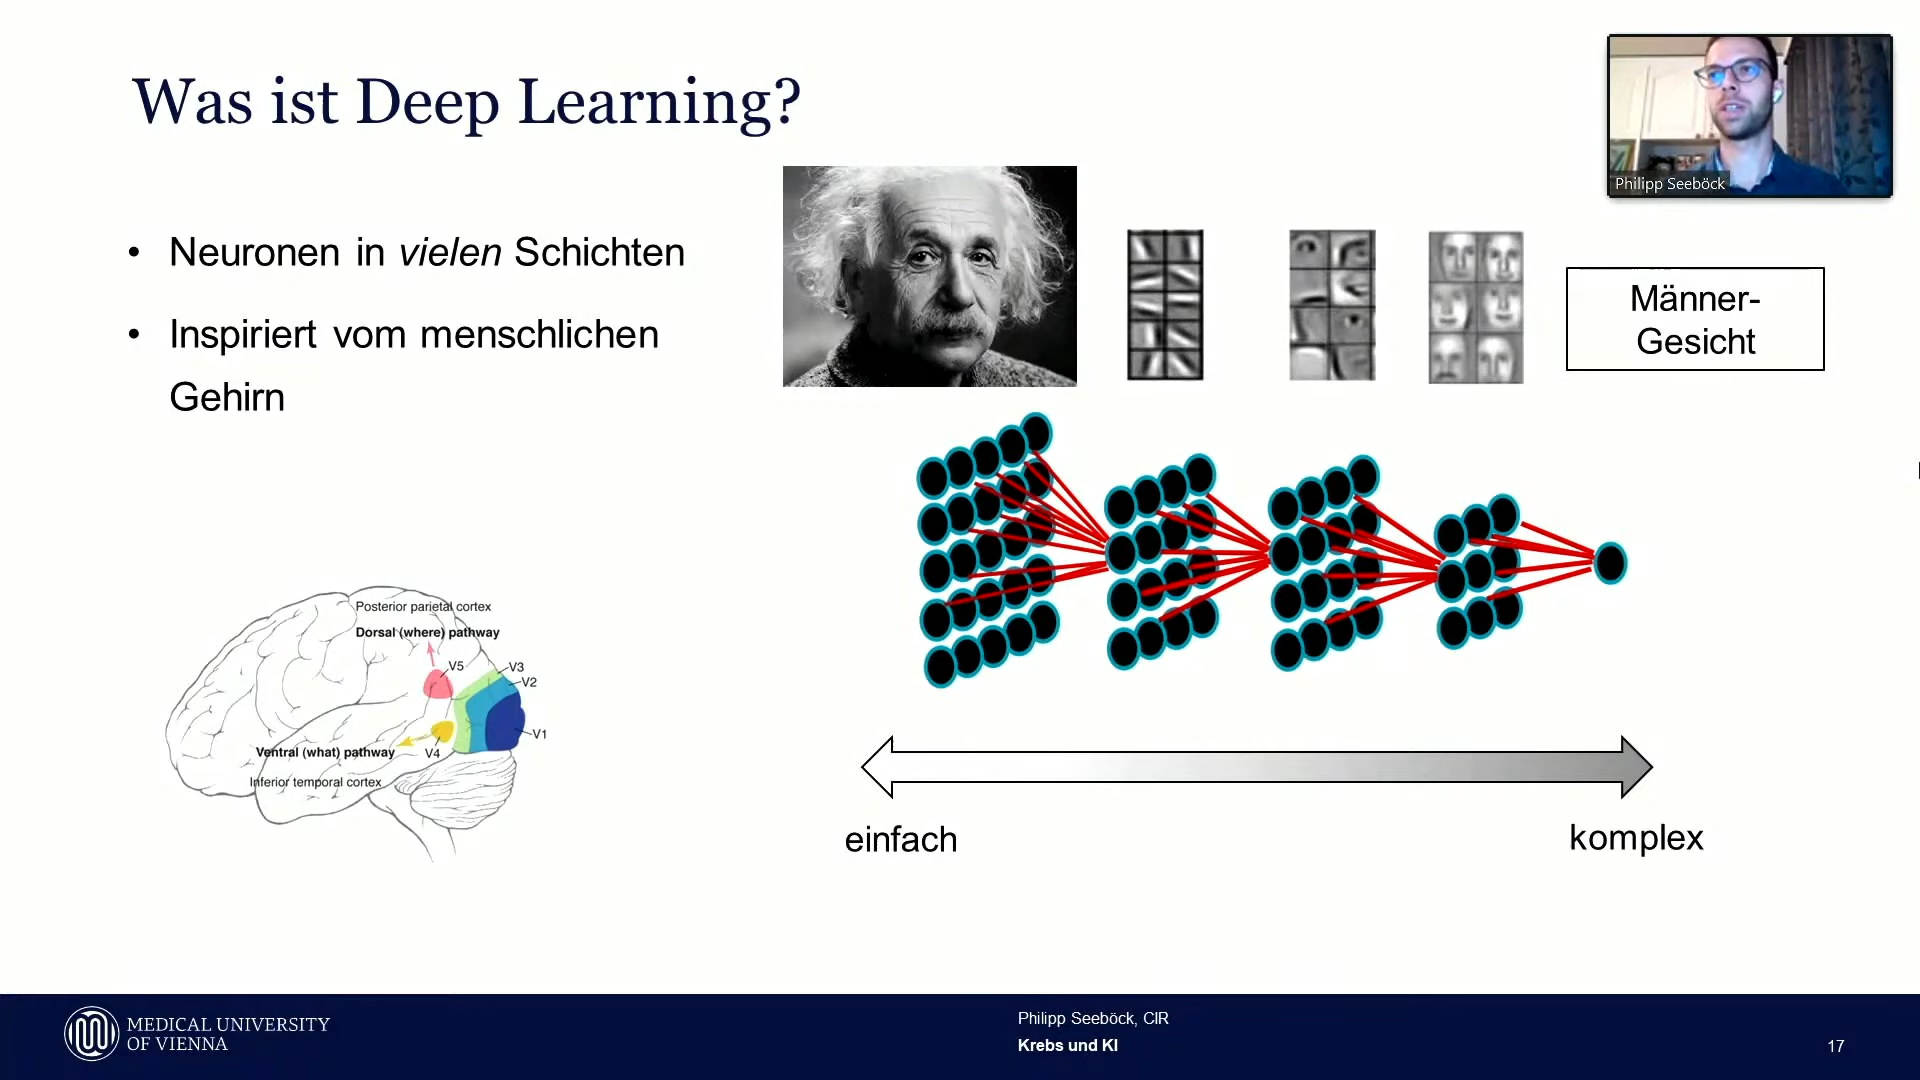 Was ist Deep Learning?
Philipp Seeböck
• Neuronen in vielen Schichten
• Inspiriert vom menschlichen
Gehirn
Männer-
Gesicht
Posterior parietal cortex
Dorsal (where) pathway
V5
V3
V2
V1
Ventral (what) pathway
V4
Inferior temporal cortex
einfach
komplex
MEDICAL UNIVERSITY
OF VIENNA
Philipp Seeböck, CIR
Krebs und KI
17